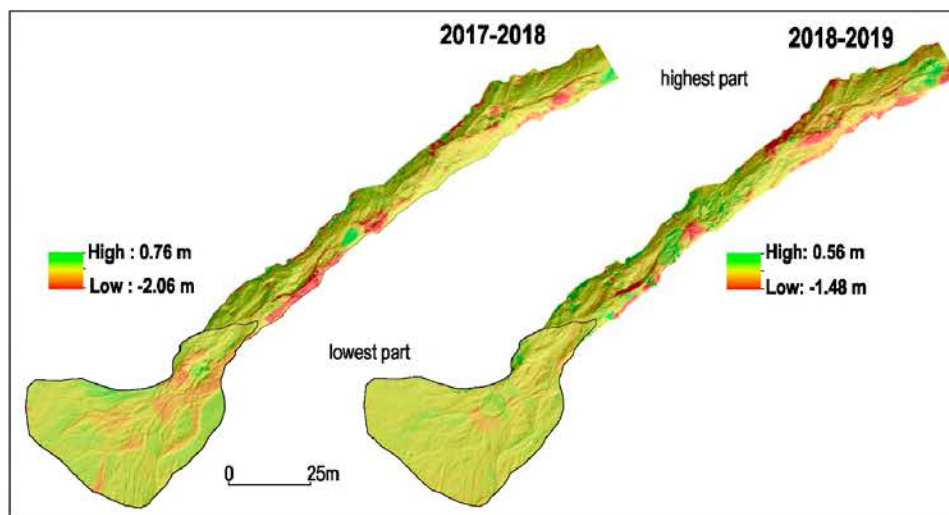 2017-2018
2018-2019
highest part
High : 0.76 m
Low : -2.06 m
High: 0.56 m
Low: -1.48 m
lowest part
0 25m